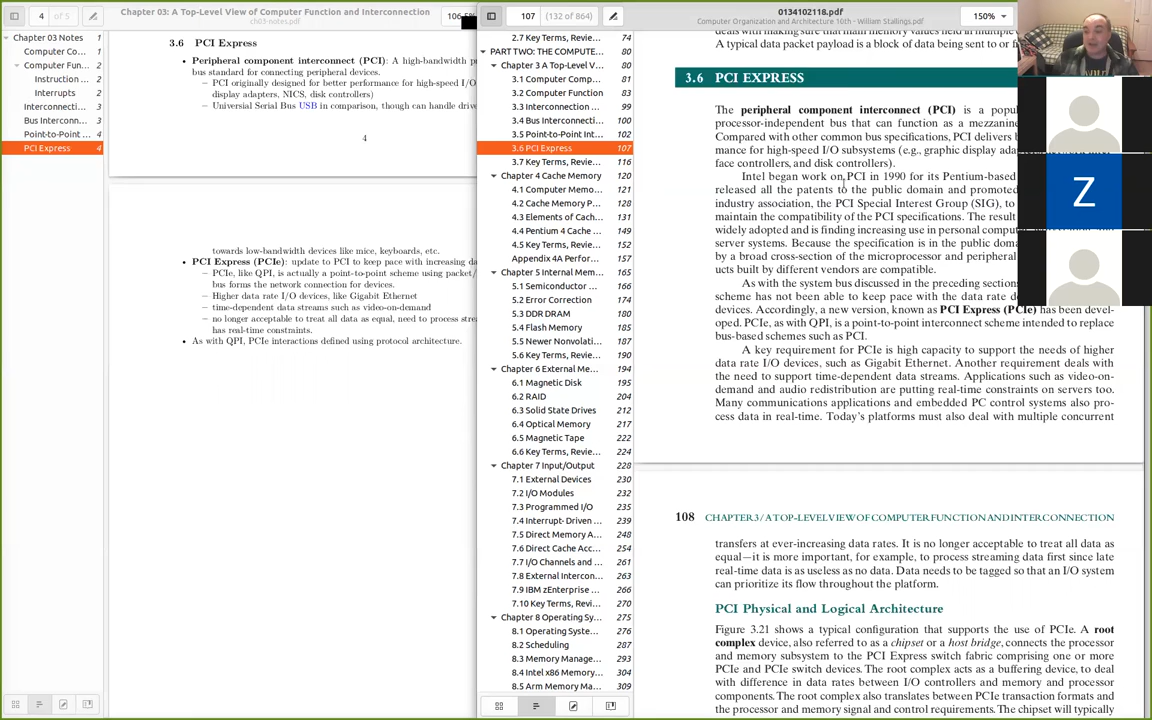 4
of 5
Chapter 03: A Top-Level View of Computer Function and Interconnection
ch03-notes.pdf
106.5%
Chapter 03 Notes 1
Computer Co... 1
Computer Fun... 2
Instruction ... 2
Interrupts 2
Interconnecti... 3
Bus Interconn... 3
Point-to-Point ... 4
PCI Express 4
3.6 PCI Express
• Peripheral component interconnect (PCI): A high-bandwidth p
bus standard for connecting peripheral devices.
– PCI originally designed for better performance for high-speed I/O
display adapters, NICS, disk controllers)
– Univiersial Serial Bus USB in comparison, though can handle driv
4
towards low-bandwidth devices like mice, keyboards, etc.
• PCI Express (PCIe): update to PCI to keep pace with increasing da
– PCIe, like QPI, is actually a point-to-point scheme using packet/
bus forms the network connection for devices.
– Higher data rate I/O devices, like Gigabit Ethernet
– time-dependent data streams such as video-on-demand
– no longer acceptable to treat all data as equal, need to process strea
has real-time constraints.
• As with QPI, PCIe interactions defined using protocol architecture.
107
(132 of 864)
0134102118.pdf
Computer Organization and Architecture 10th - William Stallings.pdf
150%
2.7 Key Terms, Revie... 74
PART TWO: THE COMPUTE... 80
Chapter 3 A Top-Level V... 80
3.1 Computer Comp... 81
3.2 Computer Function 83
3.3 Interconnection ... 99
3.4 Bus Interconnecti... 100
3.5 Point-to-Point Int... 102
3.6 PCI Express 107
3.7 Key Terms, Revie... 116
Chapter 4 Cache Memory 120
4.1 Computer Memo... 121
4.2 Cache Memory P... 128
4.3 Elements of Cach... 131
4.4 Pentium 4 Cache ... 149
4.5 Key Terms, Revie... 152
Appendix 4A Perfor... 157
Chapter 5 Internal Mem... 165
5.1 Semiconductor ... 166
5.2 Error Correction 174
5.3 DDR DRAM 180
5.4 Flash Memory 185
5.5 Newer Nonvolati... 187
5.6 Key Terms, Revie... 190
Chapter 6 External Me... 194
6.1 Magnetic Disk 195
6.2 RAID 204
6.3 Solid State Drives 212
6.4 Optical Memory 217
6.5 Magnetic Tape 222
6.6 Key Terms, Revie... 224
Chapter 7 Input/Output 228
7.1 External Devices 230
7.2 I/O Modules 232
7.3 Programmed I/O 235
7.4 Interrupt- Driven ... 239
7.5 Direct Memory A... 248
7.6 Direct Cache Acc... 254
7.7 I/O Channels and ... 261
7.8 External Intercon... 263
7.9 IBM zEnterprise ... 266
7.10 Key Terms, Revi... 270
Chapter 8 Operating Sy... 275
8.1 Operating Syste... 276
8.2 Scheduling 287
8.3 Memory Manage... 293
8.4 Intel x86 Memory... 304
8.5 Arm Memory Ma... 309
A typical data packet payload is a block of data being sent to or fr
3.6 PCI EXPRESS
The peripheral component interconnect (PCI) is a popul
processor-independent bus that can function as a mezzanine
Compared with other common bus specifications, PCI delivers b
mance for high-speed I/O subsystems (e.g., graphic display adap
face controllers, and disk controllers).
Intel began work on PCI in 1990 for its Pentium-based
released all the patents to the public domain and promoted
industry association, the PCI Special Interest Group (SIG), to
maintain the compatibility of the PCI specifications. The result
widely adopted and is finding increasing use in personal compu
server systems. Because the specification is in the public doma
by a broad cross-section of the microprocessor and peripheral
ucts built by different vendors are compatible.
As with the system bus discussed in the preceding sections
scheme has not been able to keep pace with the data rate de
devices. Accordingly, a new version, known as PCI Express (PCIe) has been devel-
oped. PCIe, as with QPI, is a point-to-point interconnect scheme intended to replace
bus-based schemes such as PCI.
A key requirement for PCIe is high capacity to support the needs of higher
data rate I/O devices, such as Gigabit Ethernet. Another requirement deals with
the need to support time-dependent data streams. Applications such as video-on-
demand and audio redistribution are putting real-time constraints on servers too.
Many communications applications and embedded PC control systems also pro-
cess data in real-time. Today's platforms must also deal with multiple concurrent
108 CHAPTER 3 / A TOP-LEVEL VIEW OF COMPUTER FUNCTION AND INTERCONNECTION
transfers at ever-increasing data rates. It is no longer acceptable to treat all data as
equal—it is more important, for example, to process streaming data first since late
real-time data is as useless as no data. Data needs to be tagged so that an I/O system
can prioritize its flow throughout the platform.
PCI Physical and Logical Architecture
Figure 3.21 shows a typical configuration that supports the use of PCIe. A root
complex device, also referred to as a chipset or a host bridge, connects the processor
and memory subsystem to the PCI Express switch fabric comprising one or more
PCIe and PCIe switch devices. The root complex acts as a buffering device, to deal
with difference in data rates between I/O controllers and memory and processor
components. The root complex also translates between PCIe transaction formats and
the processor and memory signal and control requirements. The chipset will typically
Z